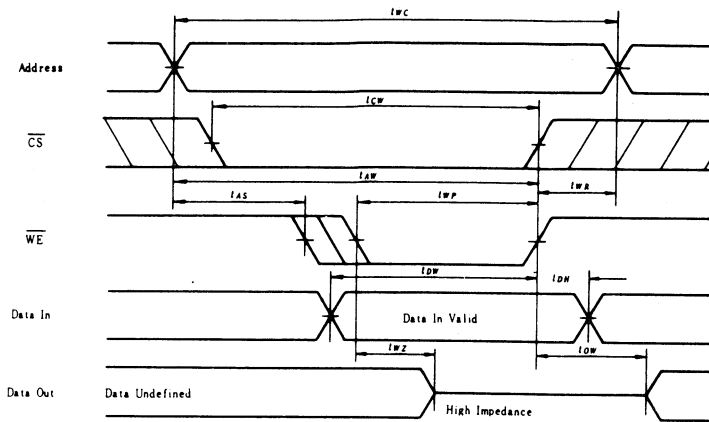 tWC
Address
tCW
CS
tAW
tAS
tWP
tWR
WE
tDW
tDH
Data In
Data In Valid
tWZ
tOW
Data Out
Data Undefined
High Impedance